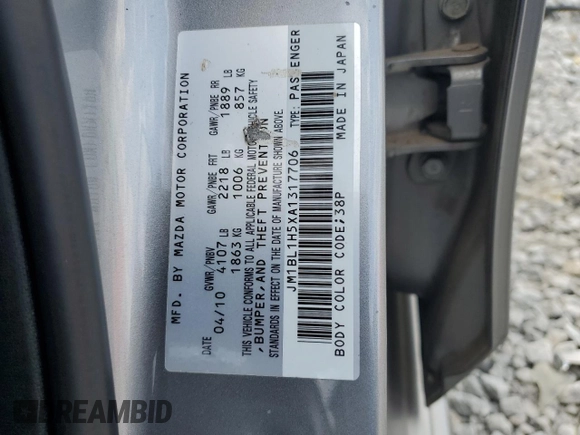 MFD. BY MAZDA MOTOR CORPORATION
DATE GVWR/PNBV GAWR/PNBE FRT GAWR/PNBE RR
04/10 4107 LB 2218 LB 1889 LB
1863 KG 1006 KG 857 KG
THIS VEHICLE CONFORMS TO ALL APPLICABLE FEDERAL MOTOR VEHICLE SAFETY
,BUMPER,AND THEFT PREVENTION
STANDARDS IN EFFECT ON THE DATE OF MANUFACTURE SHOWN ABOVE.
JM1BL1H5XA1317706 TYPE: PASSENGER
BODY COLOR CODE;38P MADE IN JAPAN
DREAMBID